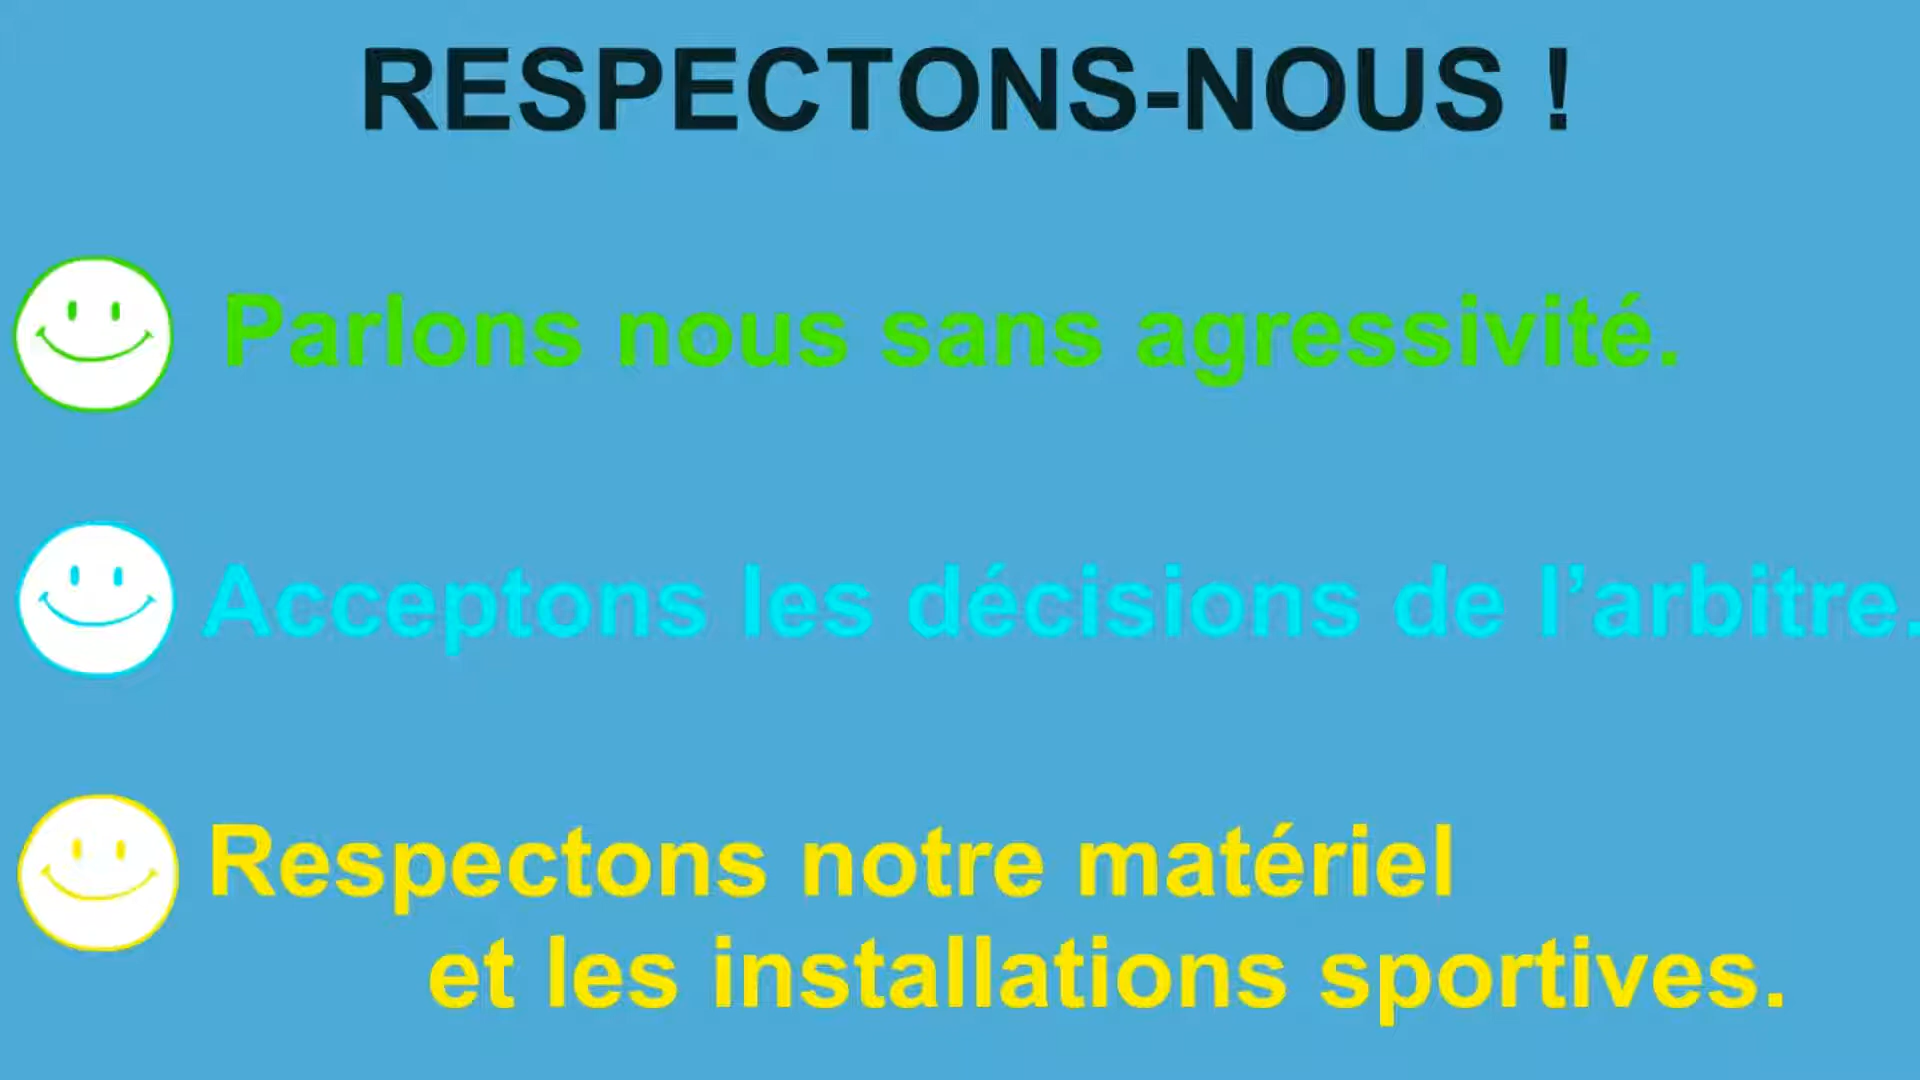 RESPECTONS-NOUS !
Parlons nous sans agressivité.
Acceptons les décisions de l’arbitre.
Respectons notre matériel
et les installations sportives.